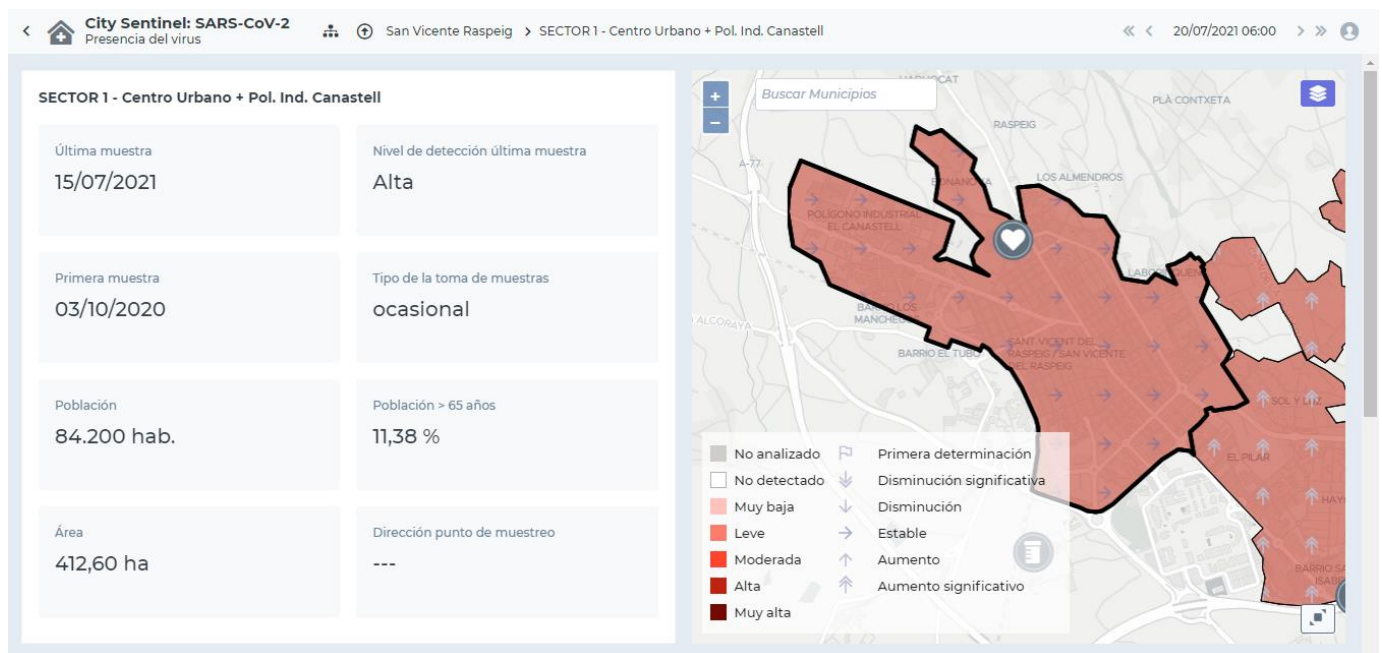 City Sentinel: SARS-CoV-2
Presencia del virus
San Vicente Raspeig > SECTOR 1 - Centro Urbano + Pol. Ind. Canastell
20/07/2021 06:00
SECTOR 1 - Centro Urbano + Pol. Ind. Canastell
Última muestra
15/07/2021
Nivel de detección última muestra
Alta
Primera muestra
03/10/2020
Tipo de la toma de muestras
ocasional
Población
84.200 hab.
Población > 65 años
11,38 %
Área
412,60 ha
Dirección punto de muestreo
---
+
−
Buscar Municipios
PLÀ CONTXETA
RASPEIG
A-77
LOS ALMENDROS
POLÍGONO INDUSTRIAL
EL CANASTELL
BARRIO EL TUBO
SANT VICENT DEL
RASPEIG / SAN VICENTE
DEL RASPEIG
EL PILAR
No analizado
No detectado
Muy baja
Leve
Moderada
Alta
Muy alta
Primera determinación
Disminución significativa
Disminución
Estable
Aumento
Aumento significativo